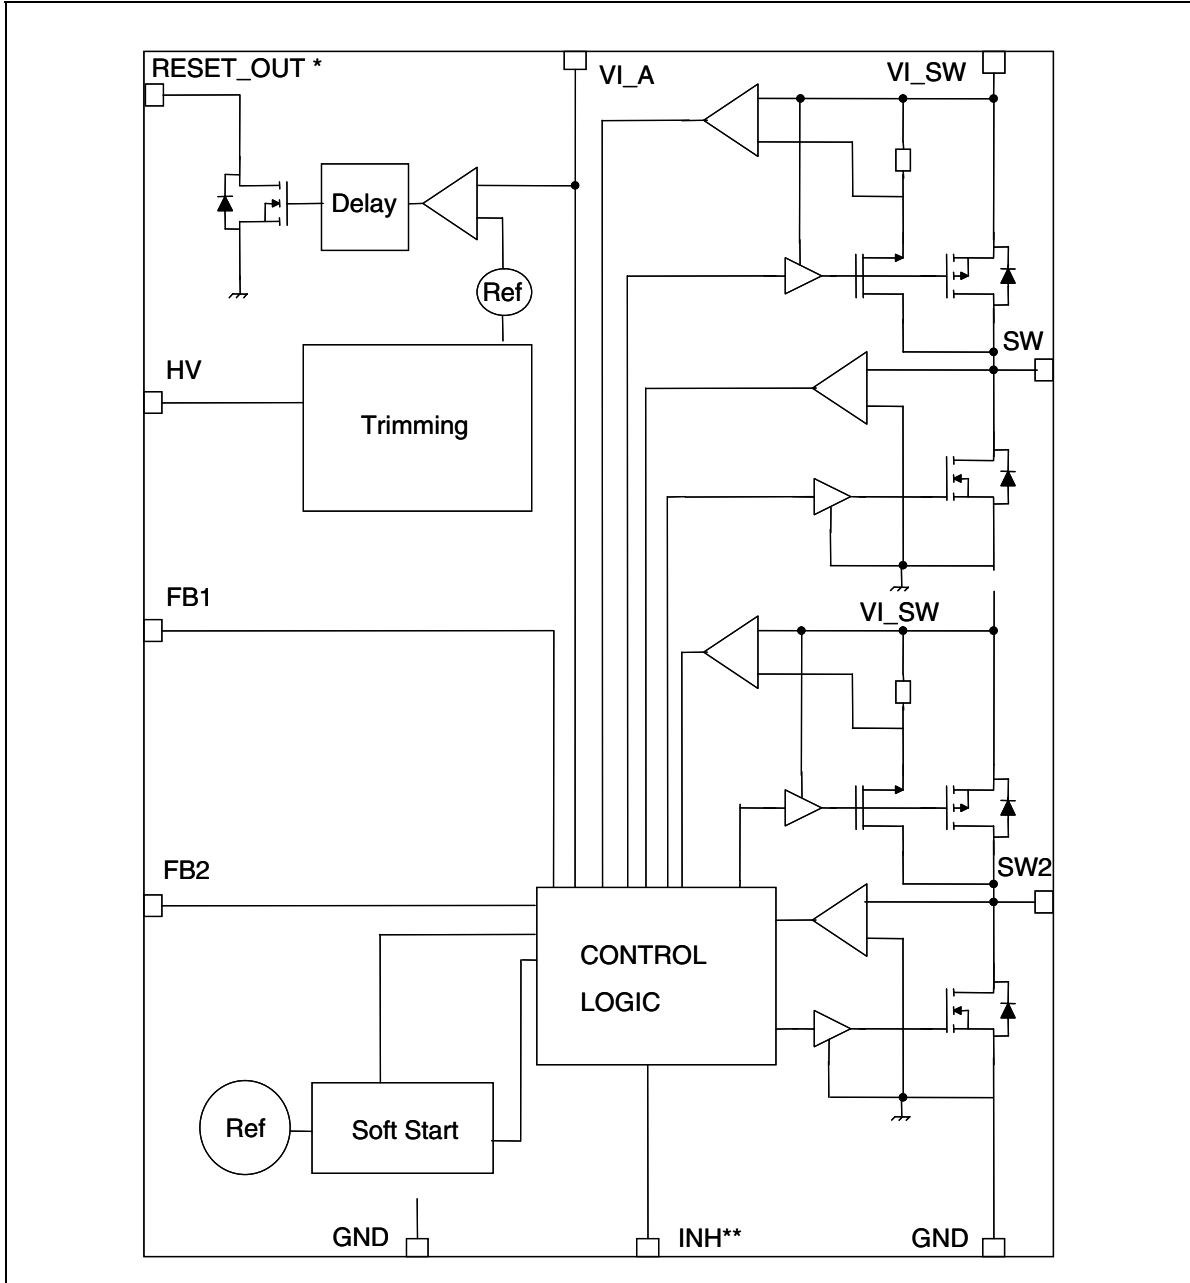 RESET_OUT *
VI_A
VI_SW
Delay
Ref
SW
HV
Trimming
FB1
VI_SW
FB2
SW2
CONTROL
LOGIC
Ref
Soft Start
GND
INH**
GND